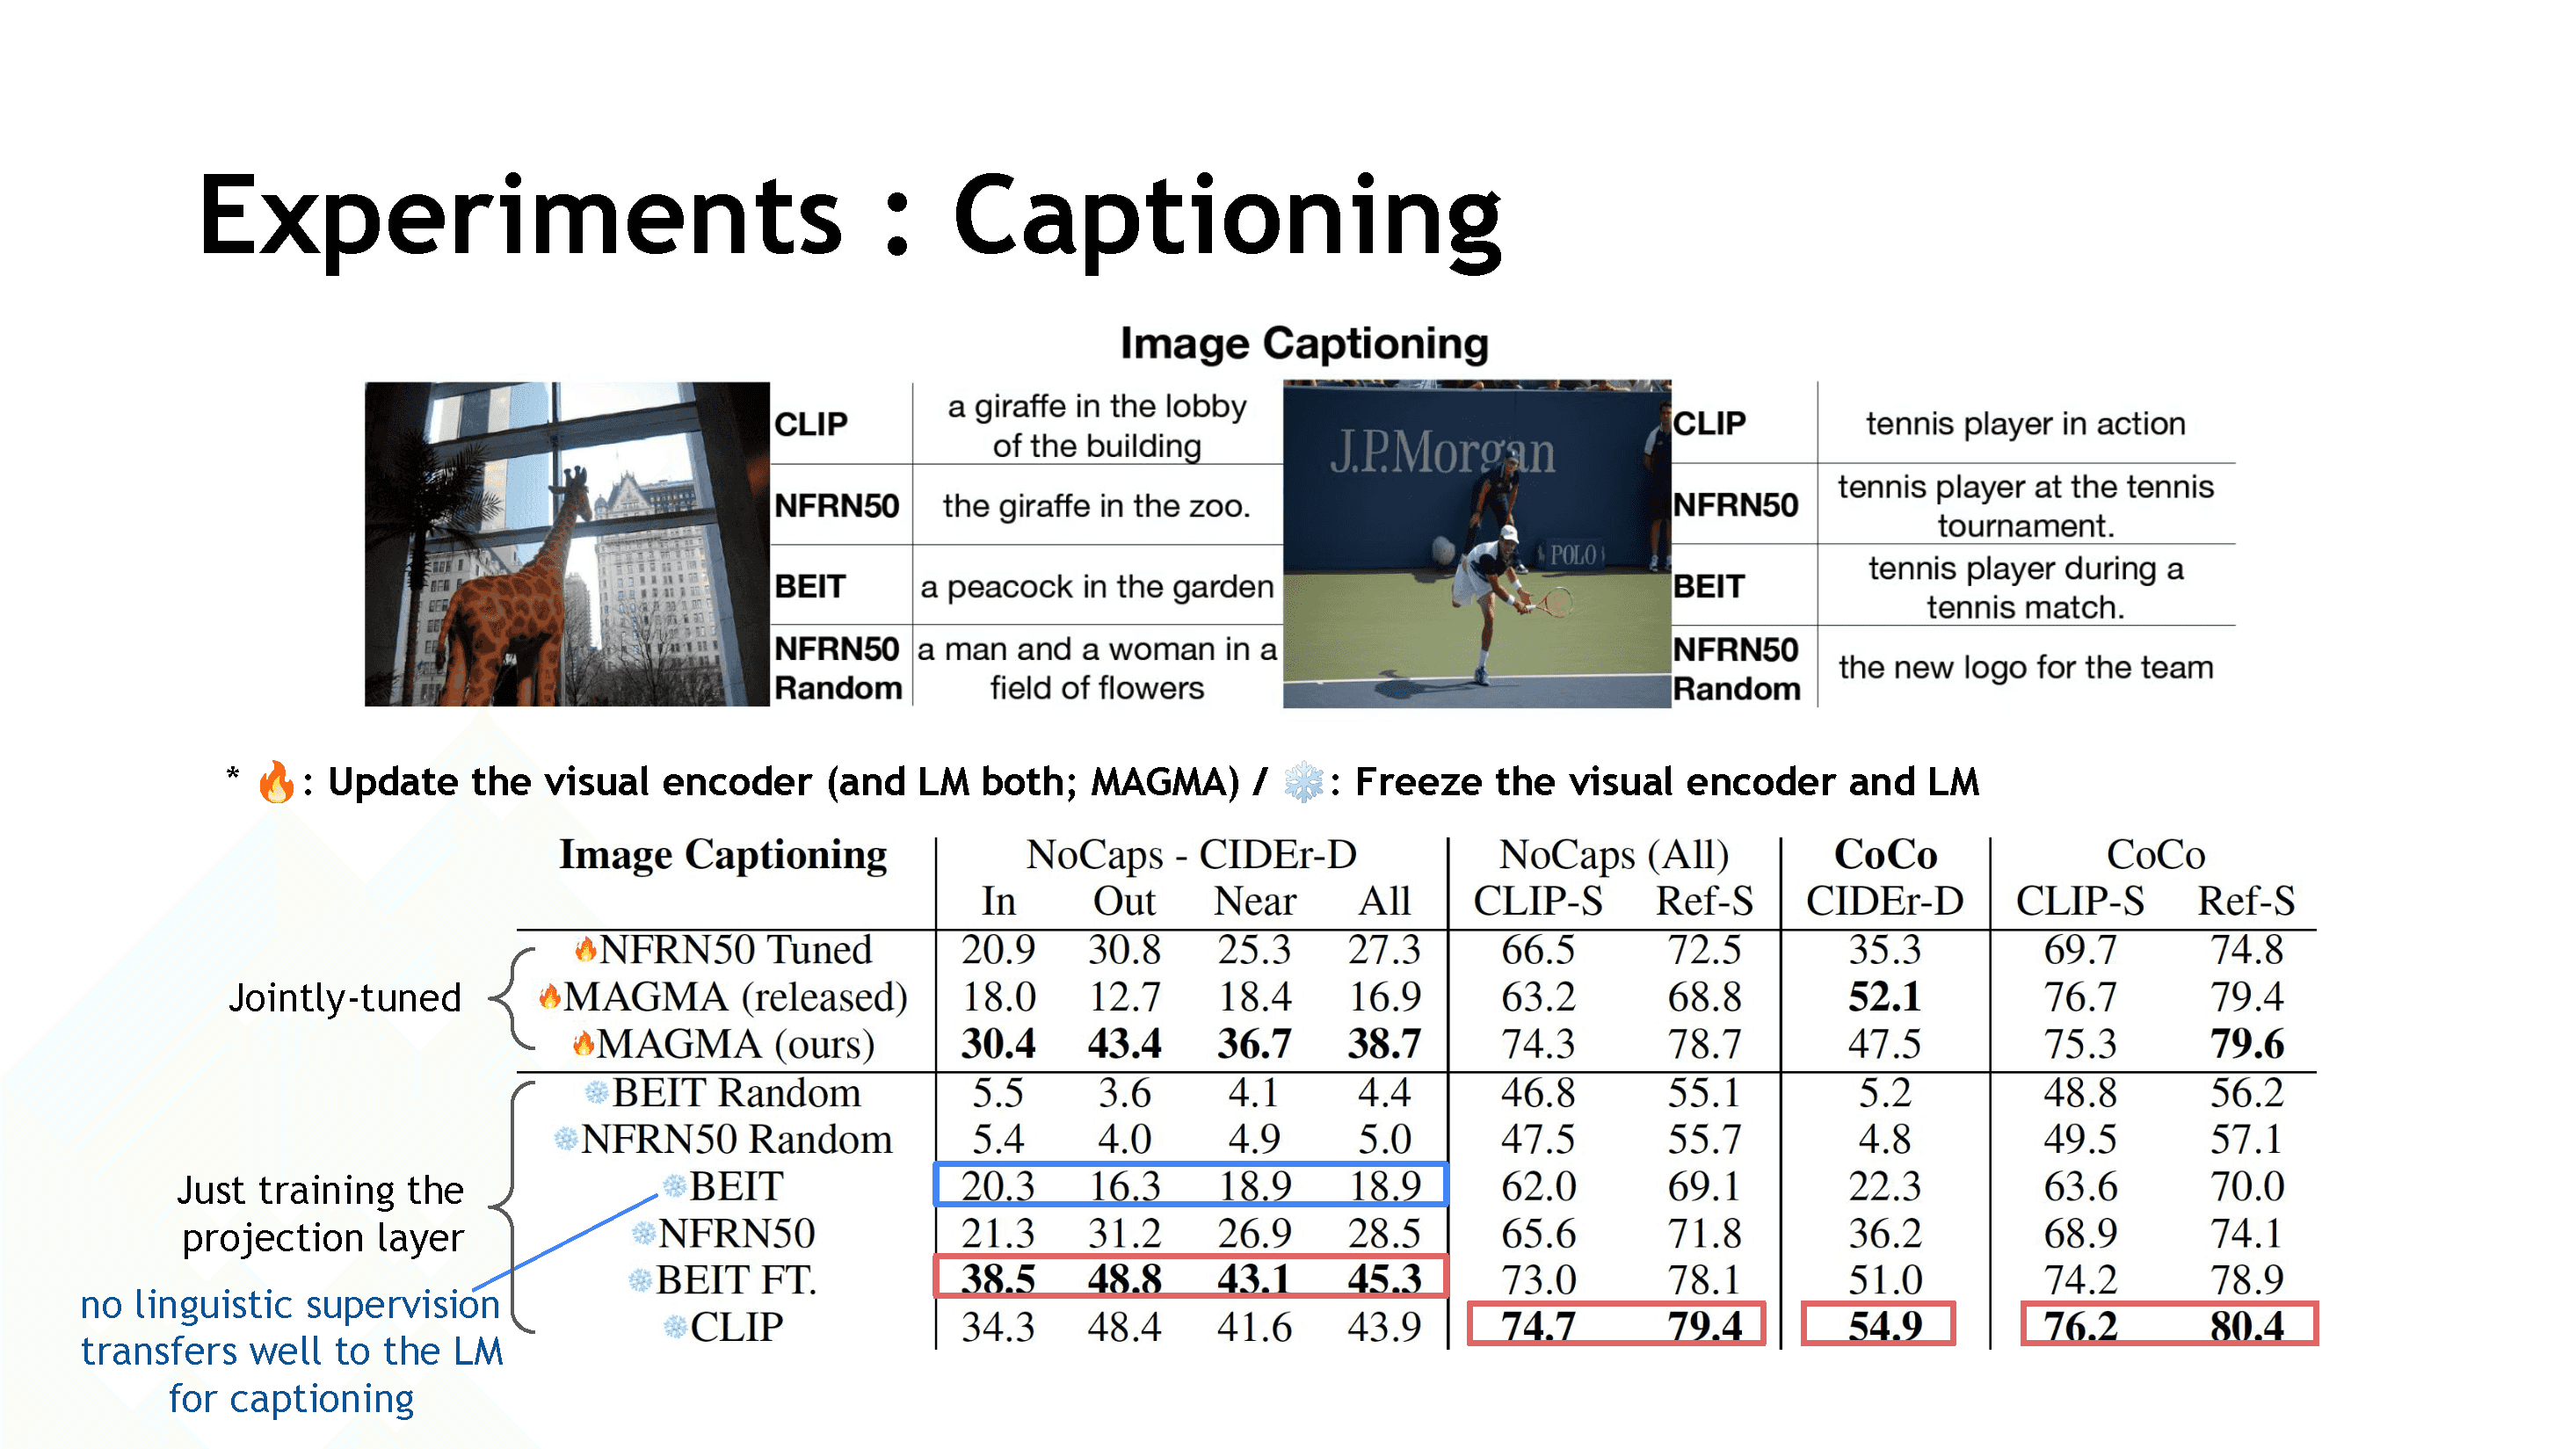 Experiments : Captioning
Image Captioning
CLIP
a giraffe in the lobby
of the building
NFRN50
the giraffe in the zoo.
BEIT
a peacock in the garden
NFRN50
Random
a man and a woman in a
field of flowers
J.P.Morgan
POLO
CLIP
tennis player in action
NFRN50
tennis player at the tennis
tournament.
BEIT
tennis player during a
tennis match.
NFRN50
Random
the new logo for the team
* 🔥: Update the visual encoder (and LM both; MAGMA) / ❄️: Freeze the visual encoder and LM
Image Captioning NoCaps - CIDEr-D NoCaps (All) CoCo CoCo
In Out Near All CLIP-S Ref-S CIDEr-D CLIP-S Ref-S
Jointly-tuned
🔥NFRN50 Tuned 20.9 30.8 25.3 27.3 66.5 72.5 35.3 69.7 74.8
🔥MAGMA (released) 18.0 12.7 18.4 16.9 63.2 68.8 52.1 76.7 79.4
🔥MAGMA (ours) 30.4 43.4 36.7 38.7 74.3 78.7 47.5 75.3 79.6
Just training the
projection layer
❄️BEIT Random 5.5 3.6 4.1 4.4 46.8 55.1 5.2 48.8 56.2
❄️NFRN50 Random 5.4 4.0 4.9 5.0 47.5 55.7 4.8 49.5 57.1
❄️BEIT 20.3 16.3 18.9 18.9 62.0 69.1 22.3 63.6 70.0
❄️NFRN50 21.3 31.2 26.9 28.5 65.6 71.8 36.2 68.9 74.1
❄️BEIT FT. 38.5 48.8 43.1 45.3 73.0 78.1 51.0 74.2 78.9
❄️CLIP 34.3 48.4 41.6 43.9 74.7 79.4 54.9 76.2 80.4
no linguistic supervision
transfers well to the LM
for captioning